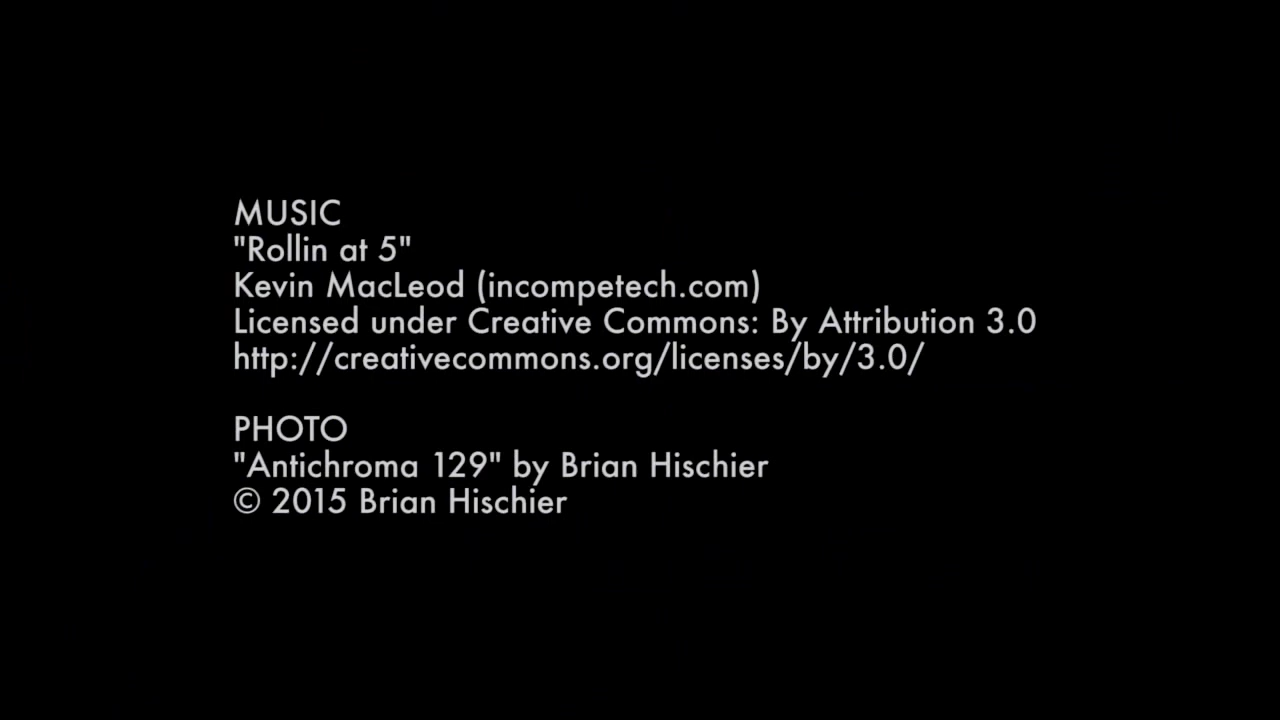 MUSIC
"Rollin at 5"
Kevin MacLeod (incompetech.com)
Licensed under Creative Commons: By Attribution 3.0
http://creativecommons.org/licenses/by/3.0/
PHOTO
"Antichroma 129" by Brian Hischier
© 2015 Brian Hischier